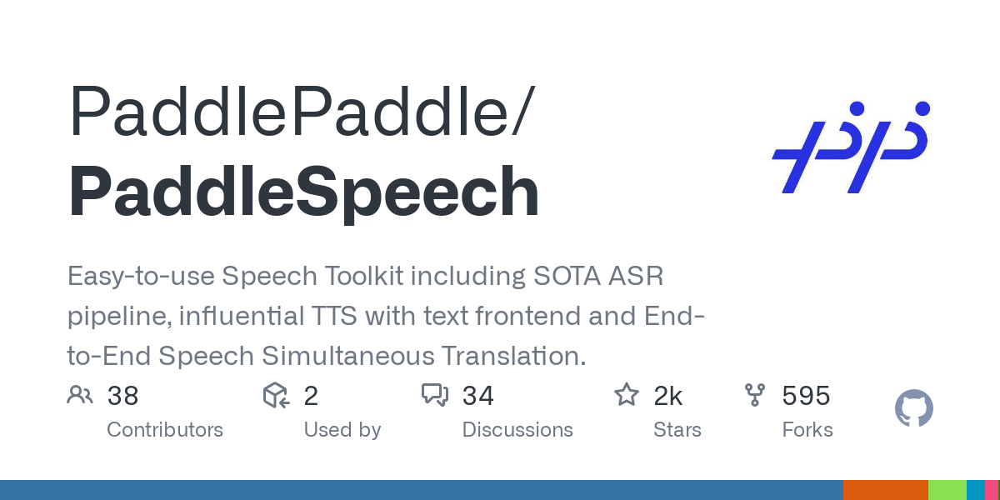 PaddlePaddle/
PaddleSpeech
Easy-to-use Speech Toolkit including SOTA ASR
pipeline, influential TTS with text frontend and End-
to-End Speech Simultaneous Translation.
38 2 34 2k 595
Contributors Used by Discussions Stars Forks